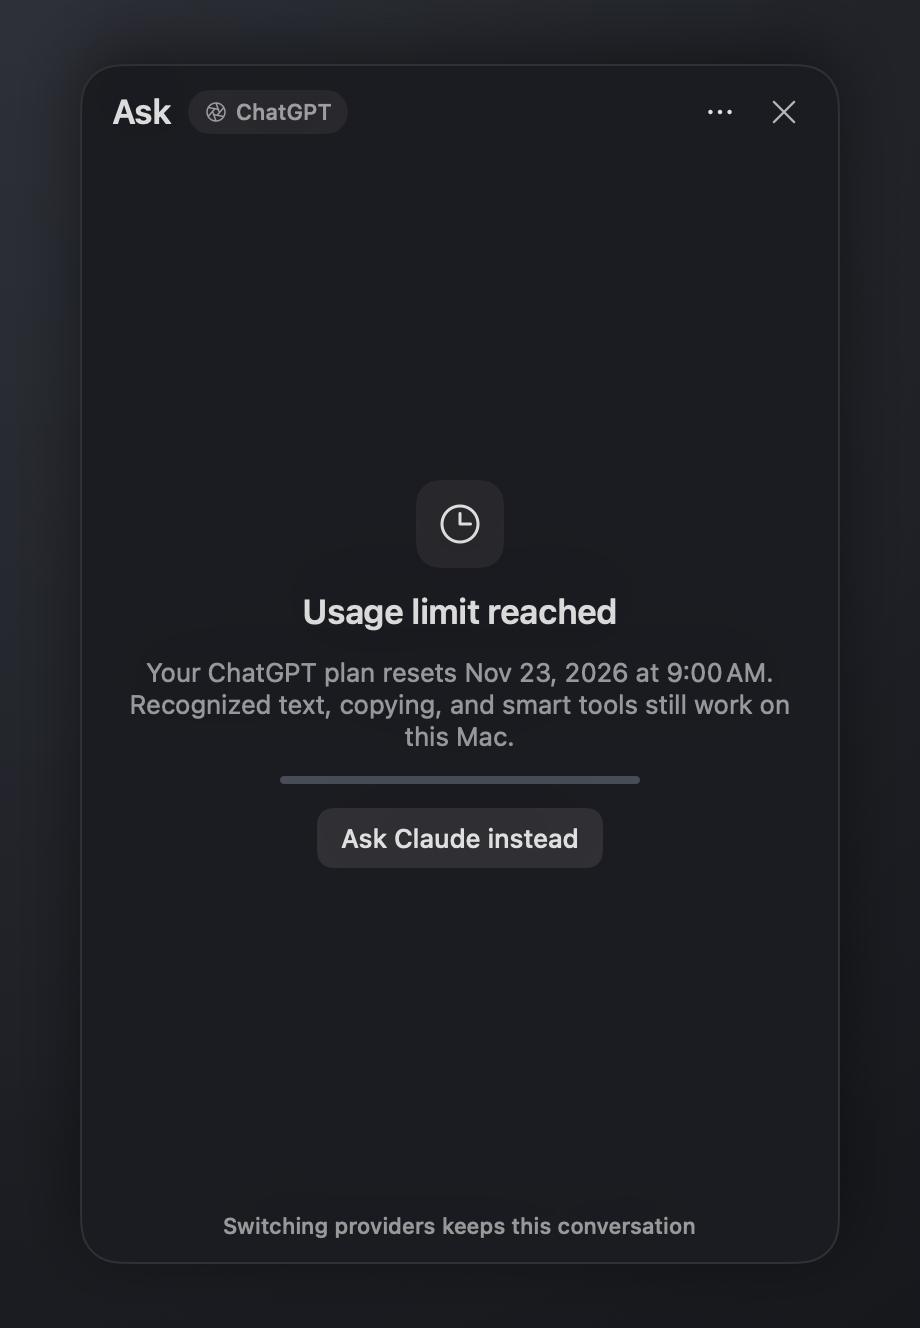 Ask
ChatGPT
Usage limit reached
Your ChatGPT plan resets Nov 23, 2026 at 9:00 AM.
Recognized text, copying, and smart tools still work on
this Mac.
Ask Claude instead
Switching providers keeps this conversation